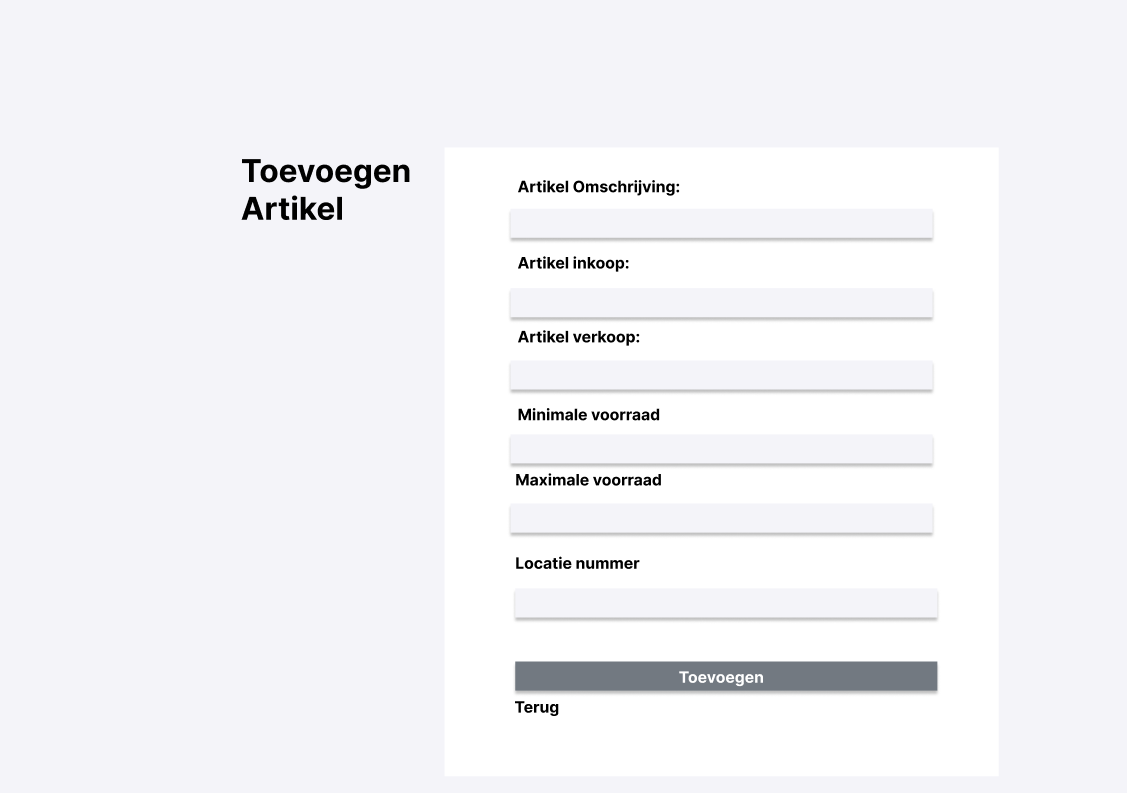 Toevoegen
Artikel
Artikel Omschrijving:
Artikel inkoop:
Artikel verkoop:
Minimale voorraad
Maximale voorraad
Locatie nummer
Toevoegen
Terug